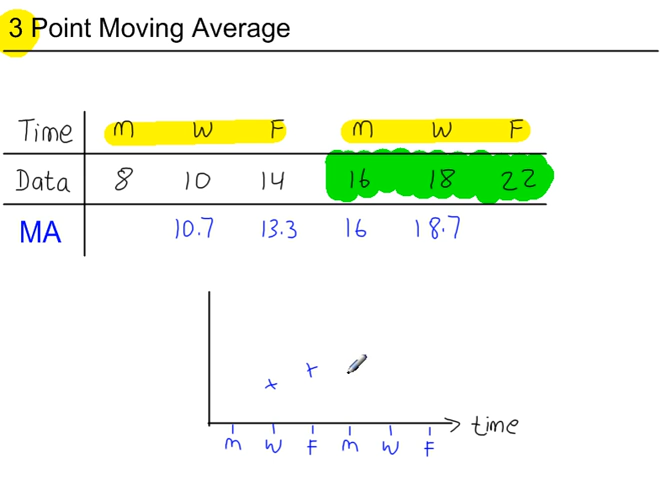 3 Point Moving Average
Time M W F M W F
Data 8 10 14 16 18 22
MA 10.7 13.3 16 18.7
time
M W F M W F